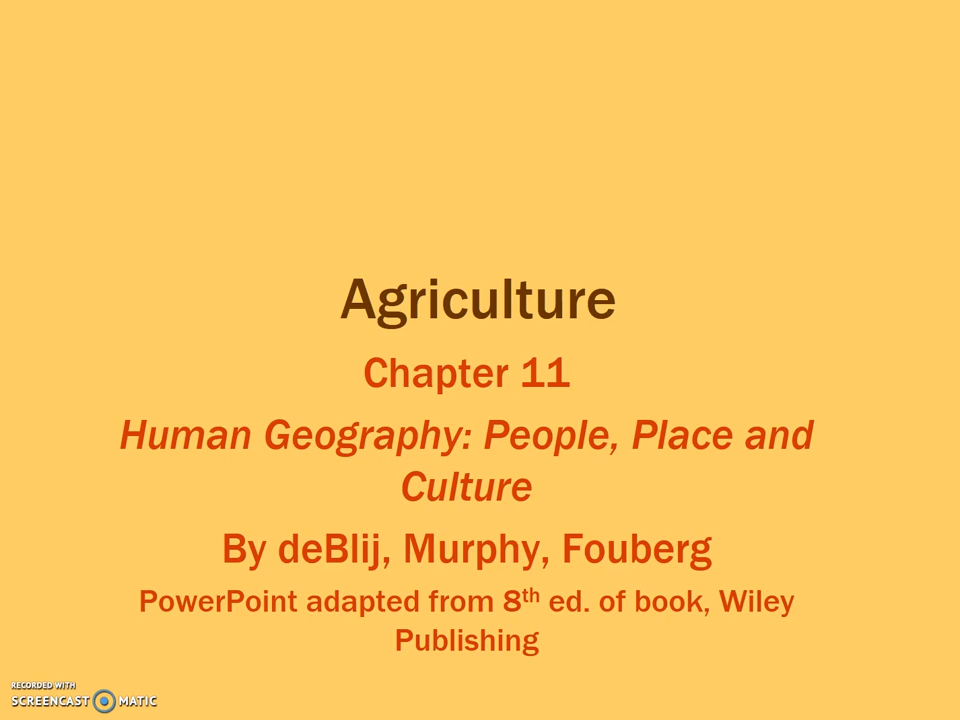 Agriculture
Chapter 11
Human Geography: People, Place and
Culture
By deBlij, Murphy, Fouberg
PowerPoint adapted from 8th ed. of book, Wiley
Publishing
RECORDED WITH
SCREENCAST MATIC